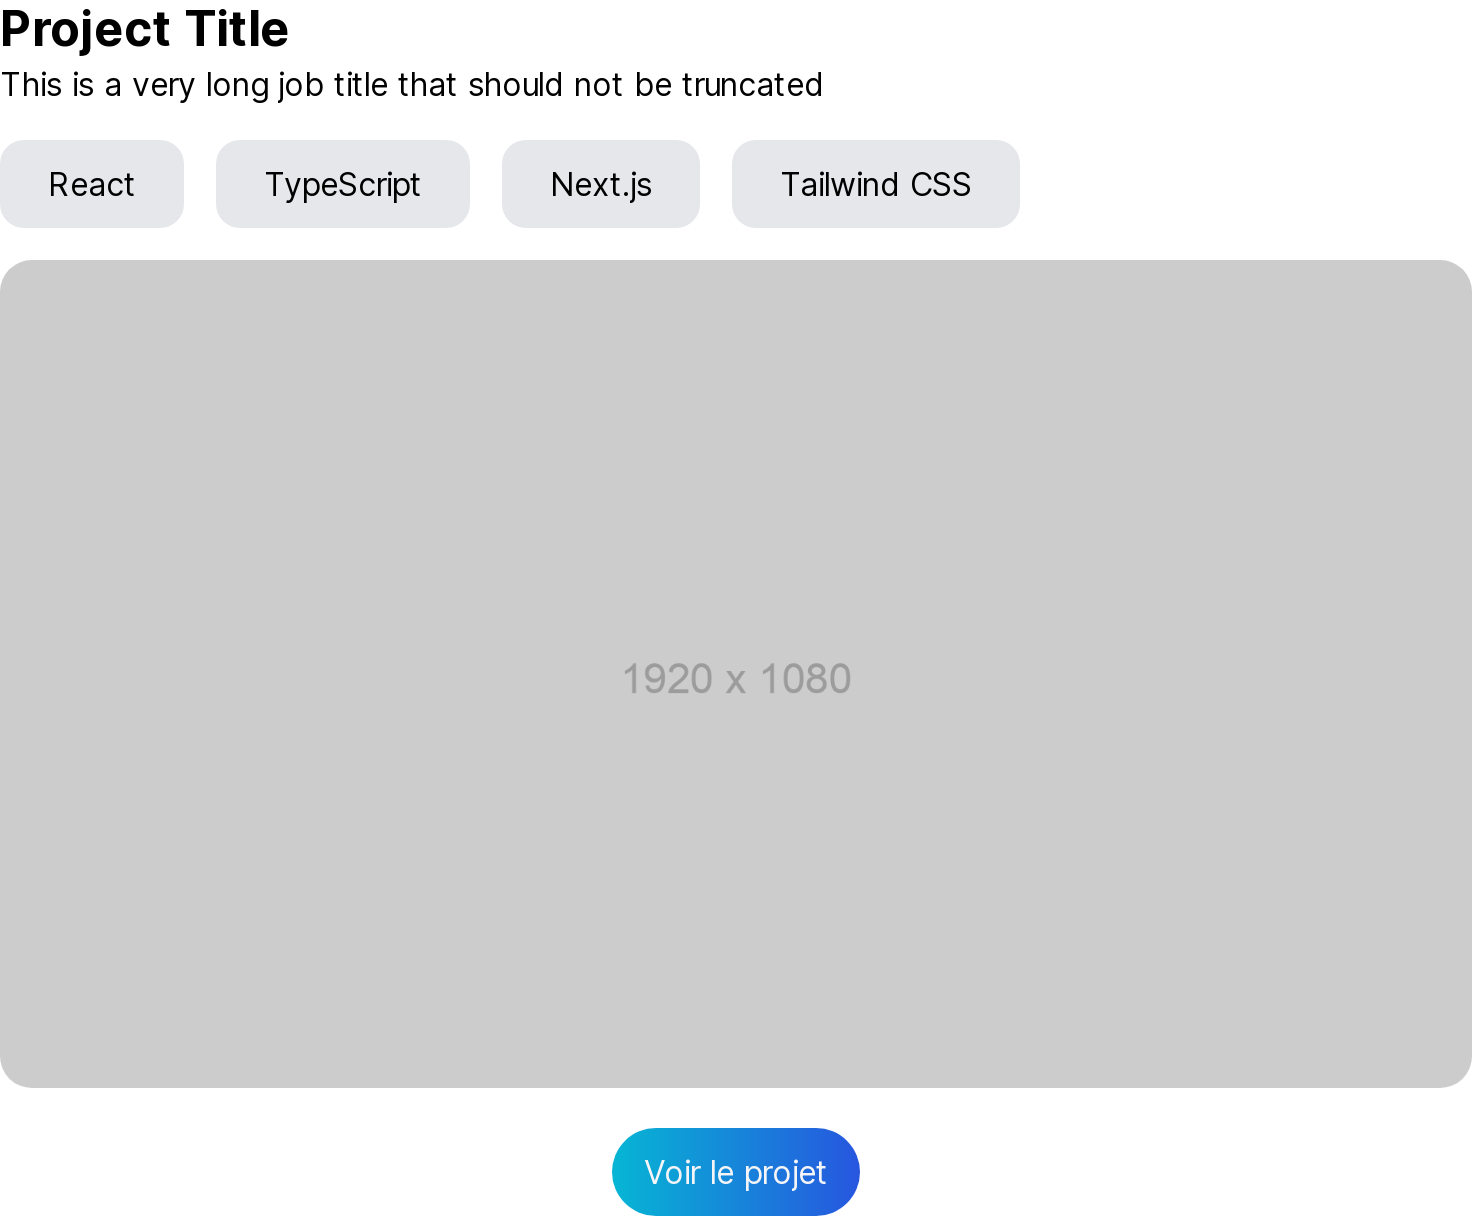 Project Title
This is a very long job title that should not be truncated
React TypeScript Next.js Tailwind CSS
1920 x 1080
Voir le projet